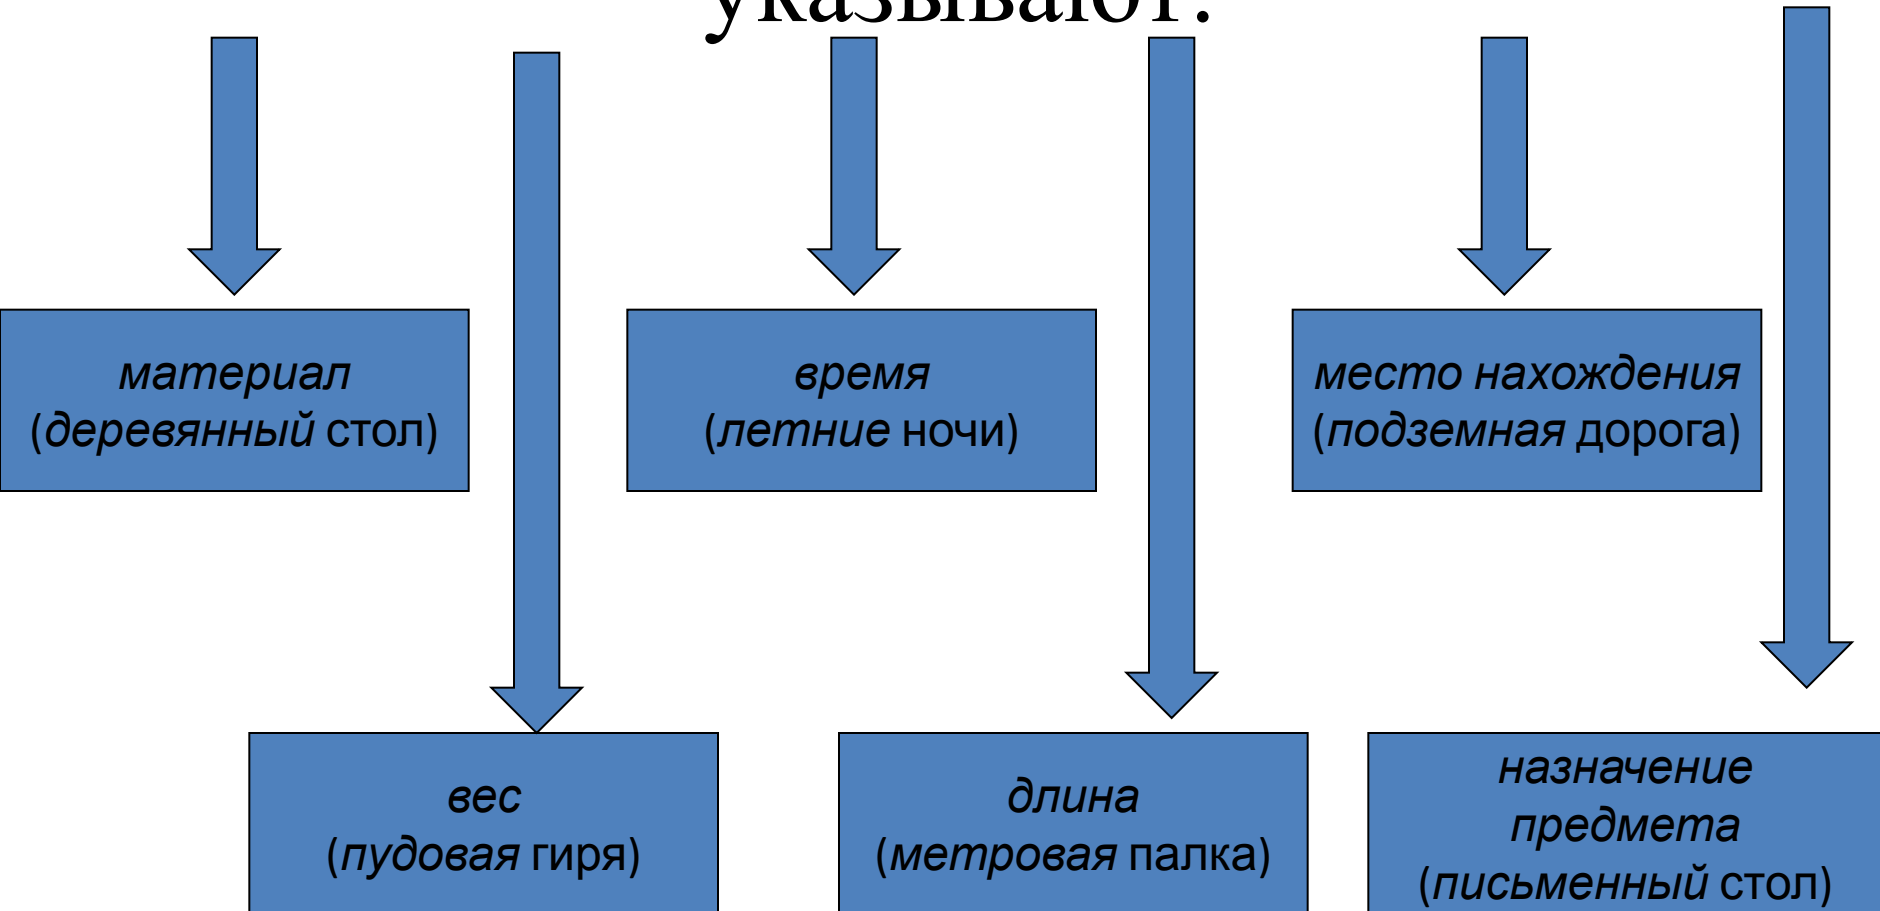 указывают:
материал
(деревянный стол)
время
(летние ночи)
место нахождения
(подземная дорога)
вес
(пудовая гиря)
длина
(метровая палка)
назначение
предмета
(письменный стол)